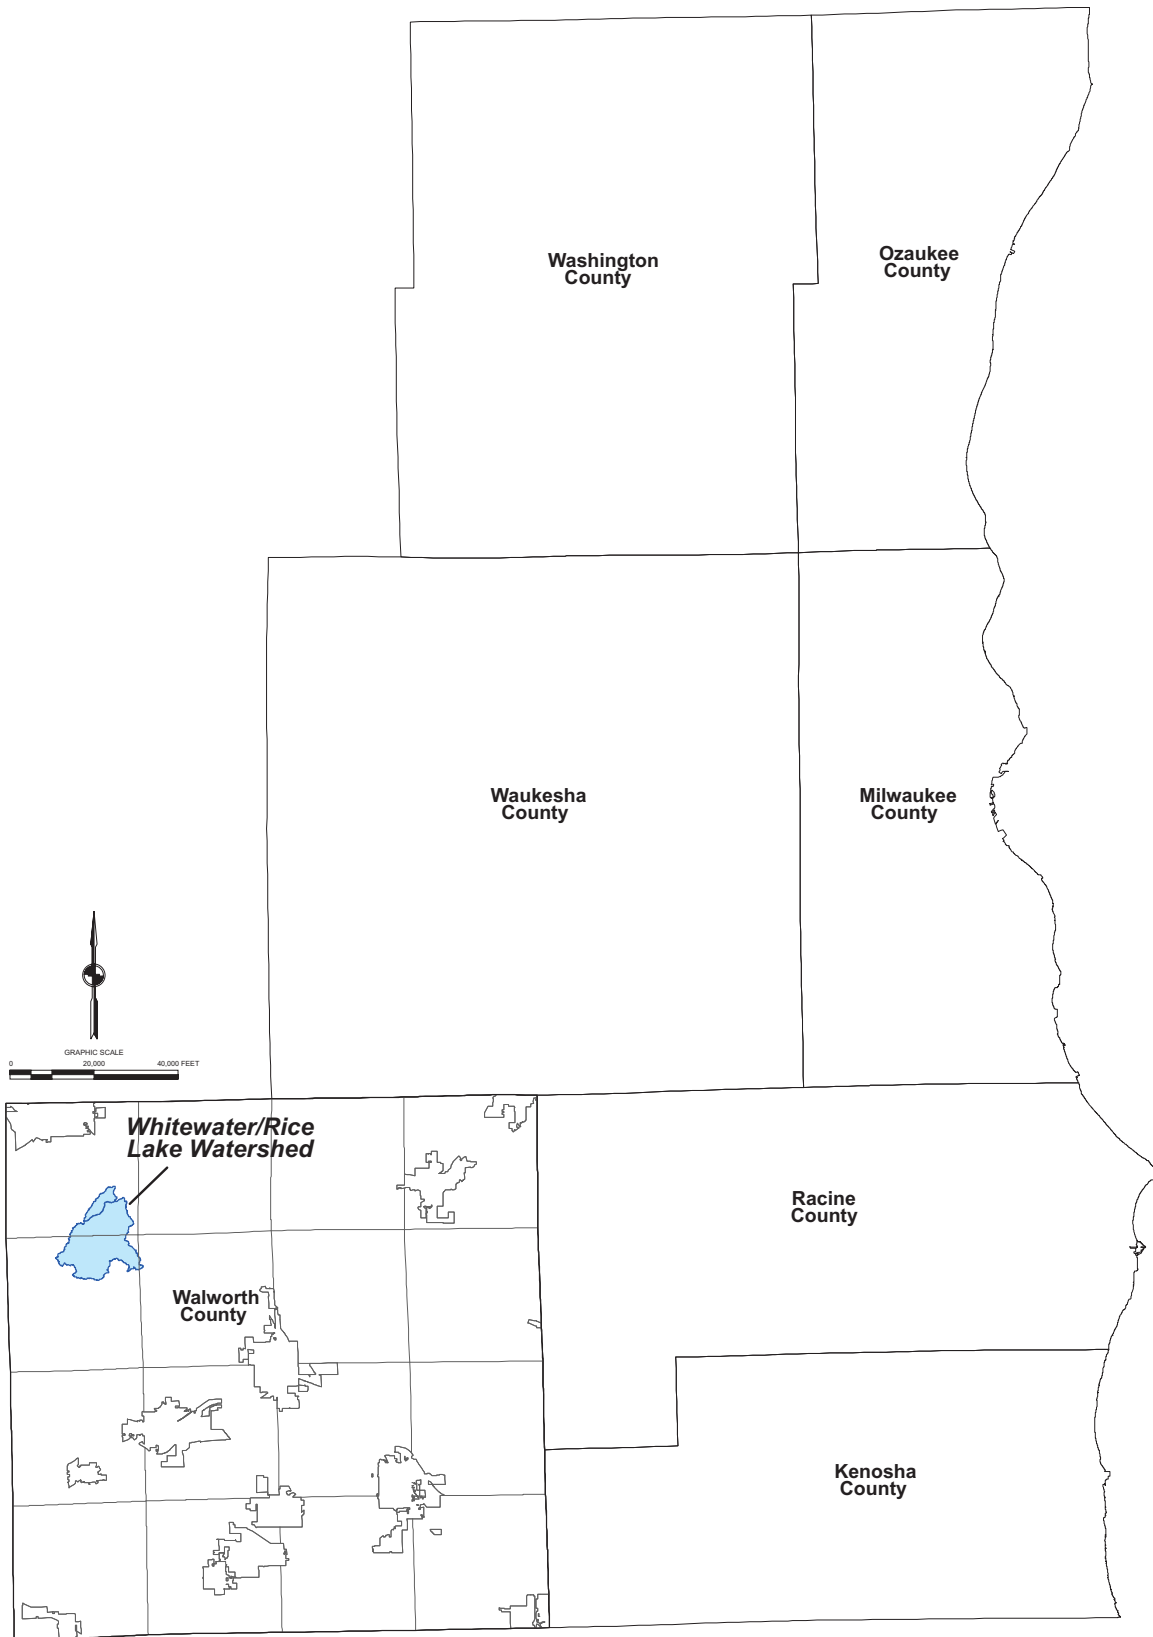 Washington
County
Ozaukee
County
Waukesha
County
Milwaukee
County
GRAPHIC SCALE
0 20,000 40,000 FEET
Whitewater/Rice
Lake Watershed
Racine
County
Walworth
County
Kenosha
County